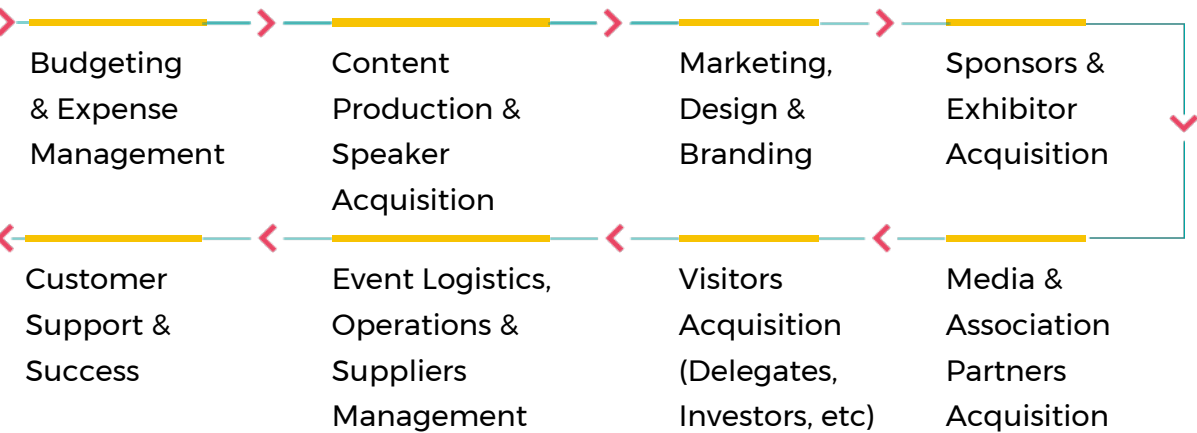 Budgeting
& Expense
Management
Content
Production &
Speaker
Acquisition
Marketing,
Design &
Branding
Sponsors &
Exhibitor
Acquisition
Media &
Association
Partners
Acquisition
Visitors
Acquisition
(Delegates,
Investors, etc)
Event Logistics,
Operations &
Suppliers
Management
Customer
Support &
Success